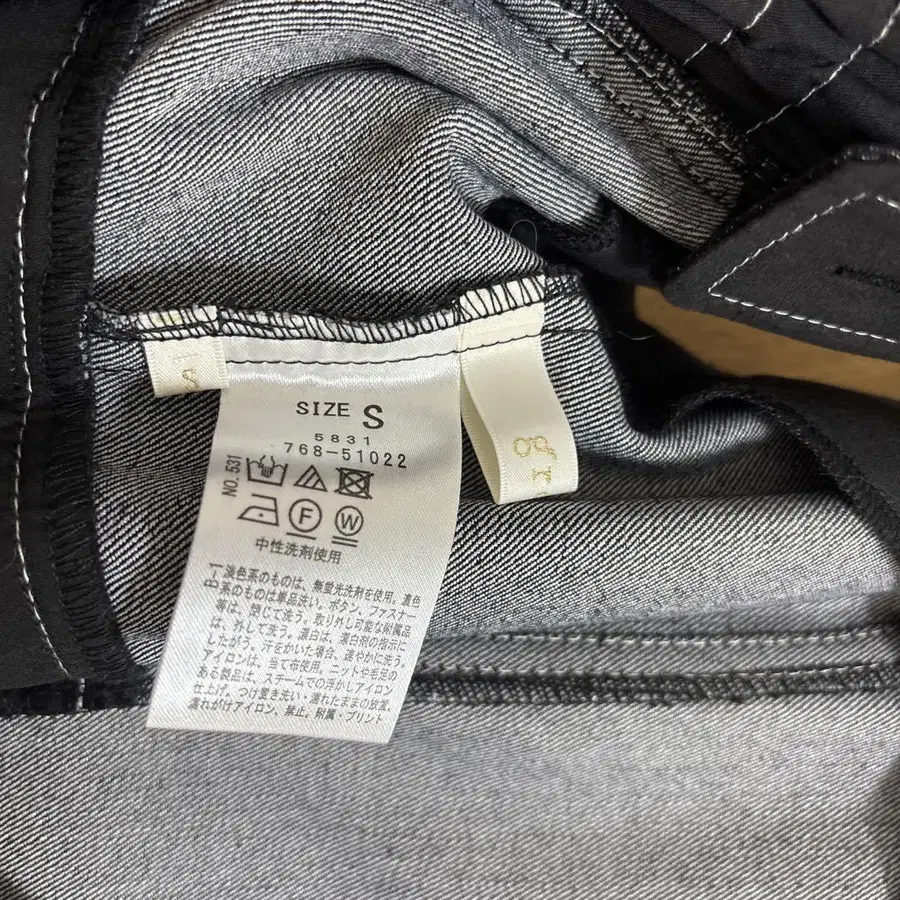 S
SIZE S
5831
768-51022
NO.531
F
W
中性洗剤使用
B-1
淡色系のものは、無蛍光洗剤を使用。濃色
系のものは単品洗い。ボタン、ファスナー
等は、閉じて洗う。取り外し可能な附属品
は、外して洗う。漂白は、漂白剤の指示に
したがう。汗をかいた場合、速やかに洗う。
アイロンは、当て布使用。ニットや毛足の
ある製品は、スチームでの浮かしアイロン
仕上げ。つけ置き洗い・濡れたままの放置、
濡れがけアイロン、禁止。附属・プリント
gr